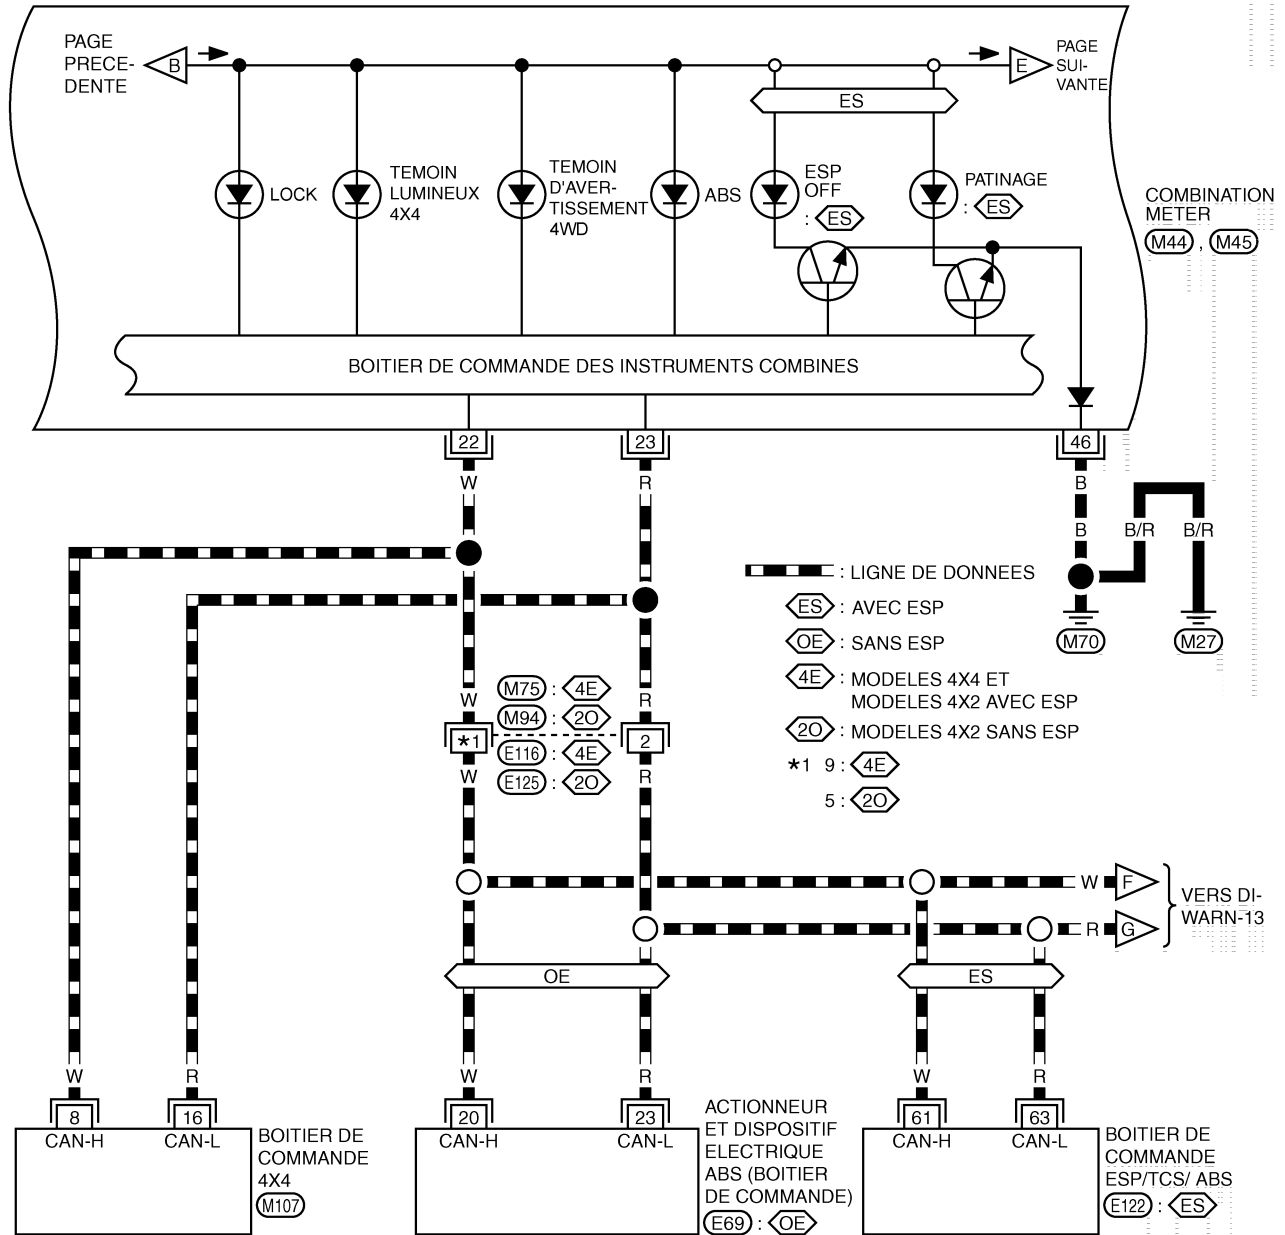 PAGE
PRECE-
DENTE
B
E
PAGE
SUI-
VANTE
ES
LOCK
TEMOIN
LUMINEUX
4X4
TEMOIN
D'AVER-
TISSEMENT
4WD
ABS
ESP
OFF
: ES
PATINAGE
: ES
COMBINATION
METER
M44 , M45
BOITIER DE COMMANDE DES INSTRUMENTS COMBINES
22
23
46
W
R
B
B
B/R
B/R
M70
M27
: LIGNE DE DONNEES
ES : AVEC ESP
OE : SANS ESP
4E : MODELES 4X4 ET
MODELES 4X2 AVEC ESP
2O : MODELES 4X2 SANS ESP
*1 9 : 4E
5 : 2O
W
R
M75 : 4E
M94 : 2O
*1
2
E116 : 4E
E125 : 2O
W
R
W
F
R
G
VERS DI-
WARN-13
OE
ES
W
R
W
R
W
R
8
16
20
23
61
63
CAN-H
CAN-L
CAN-H
CAN-L
CAN-H
CAN-L
BOITIER DE
COMMANDE
4X4
M107
ACTIONNEUR
ET DISPOSITIF
ELECTRIQUE
ABS (BOITIER
DE COMMANDE)
E69 : OE
BOITIER DE
COMMANDE
ESP/TCS/ ABS
E122 : ES